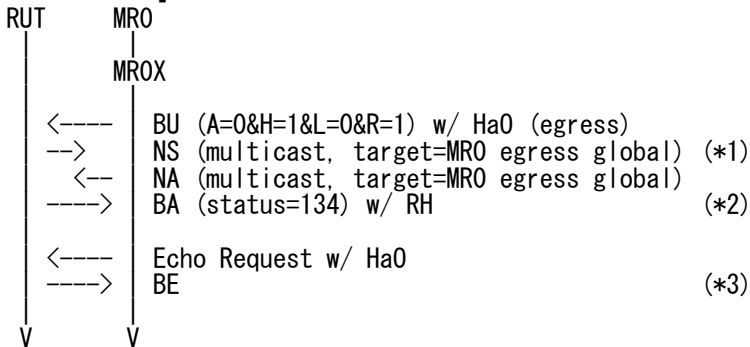 RUT MR0
MR0X
<---- BU (A=0&H=1&L=0&R=1) w/ HaO (egress)
--> NS (multicast, target=MR0 egress global) (*1)
<-- NA (multicast, target=MR0 egress global)
----> BA (status=134) w/ RH (*2)
<---- Echo Request w/ HaO
----> BE (*3)
V V